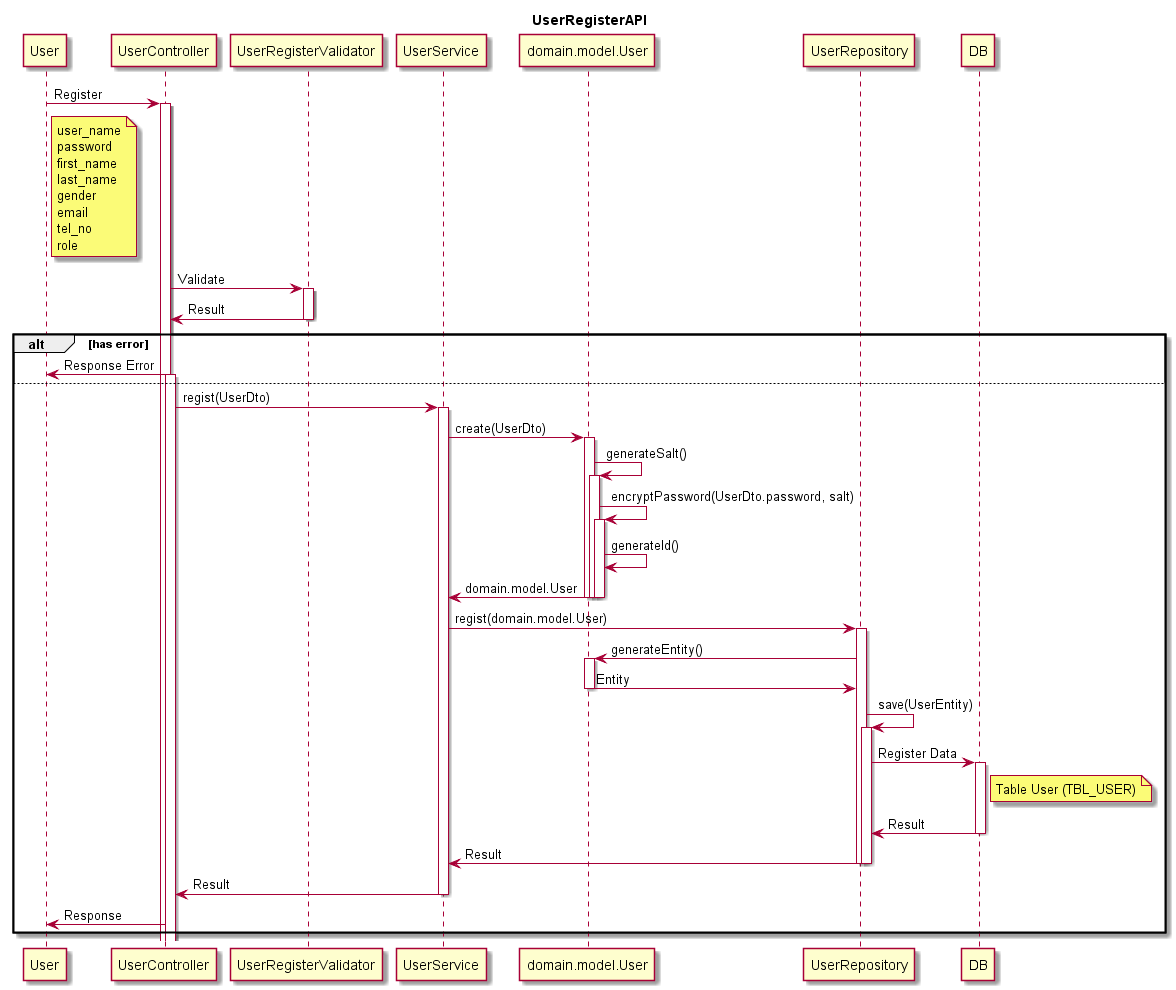 UserRegisterAPI
User
UserController
UserRegisterValidator
UserService
domain.model.User
UserRepository
DB
Register
user_name
password
first_name
last_name
gender
email
tel_no
role
Validate
Result
alt
[has error]
Response Error
regist(UserDto)
create(UserDto)
generateSalt()
encryptPassword(UserDto.password, salt)
generateId()
domain.model.User
regist(domain.model.User)
generateEntity()
Entity
save(UserEntity)
Register Data
Table User (TBL_USER)
Result
Result
Result
Response
User
UserController
UserRegisterValidator
UserService
domain.model.User
UserRepository
DB